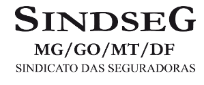 SINDSEG
MG/GO/MT/DF
SINDICATO DAS SEGURADORAS